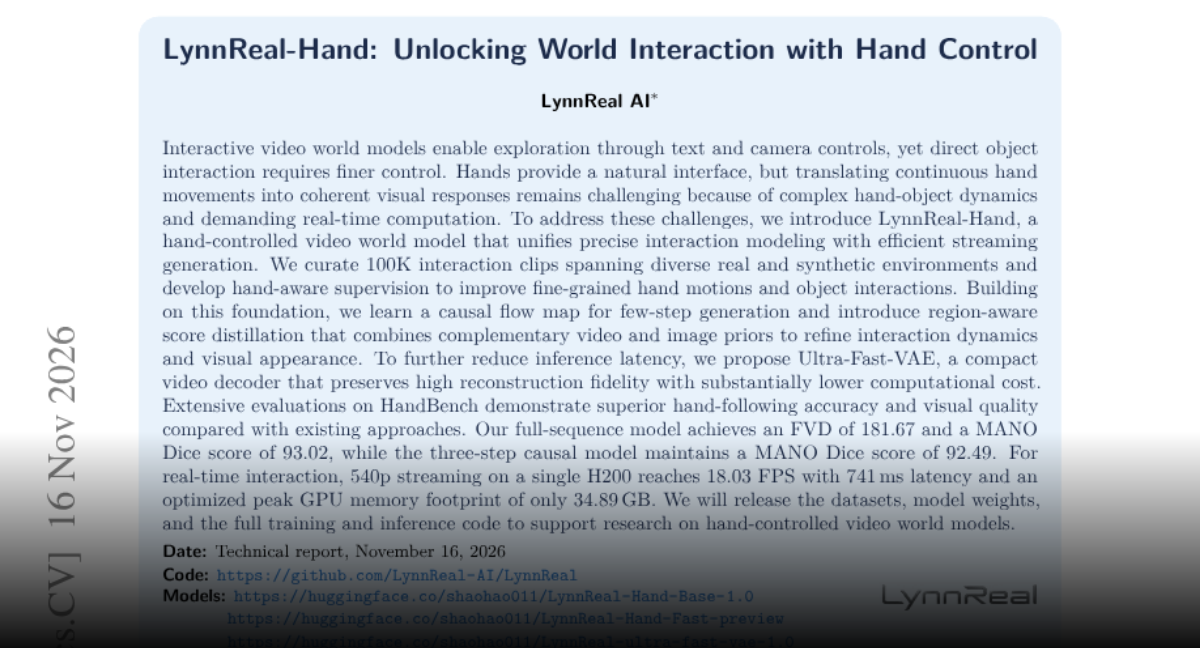 LynnReal-Hand: Unlocking World Interaction with Hand Control
LynnReal AI*
Interactive video world models enable exploration through text and camera controls, yet direct object
interaction requires finer control. Hands provide a natural interface, but translating continuous hand
movements into coherent visual responses remains challenging because of complex hand-object dynamics
and demanding real-time computation. To address these challenges, we introduce LynnReal-Hand, a
hand-controlled video world model that unifies precise interaction modeling with efficient streaming
generation. We curate 100K interaction clips spanning diverse real and synthetic environments and
develop hand-aware supervision to improve fine-grained hand motions and object interactions. Building
on this foundation, we learn a causal flow map for few-step generation and introduce region-aware
score distillation that combines complementary video and image priors to refine interaction dynamics
and visual appearance. To further reduce inference latency, we propose Ultra-Fast-VAE, a compact
video decoder that preserves high reconstruction fidelity with substantially lower computational cost.
Extensive evaluations on HandBench demonstrate superior hand-following accuracy and visual quality
compared with existing approaches. Our full-sequence model achieves an FVD of 181.67 and a MANO
Dice score of 93.02, while the three-step causal model maintains a MANO Dice score of 92.49. For
real-time interaction, 540p streaming on a single H200 reaches 18.03 FPS with 741 ms latency and an
optimized peak GPU memory footprint of only 34.89 GB. We will release the datasets, model weights,
and the full training and inference code to support research on hand-controlled video world models.
Date: Technical report, November 16, 2026
Code: https://github.com/LynnReal-AI/LynnReal
Models: https://huggingface.co/shaohao011/LynnReal-Hand-Base-1.0
https://huggingface.co/shaohao011/LynnReal-Hand-Fast-preview
https://huggingface.co/shaohao011/LynnReal-ultra-fast-vae-1.0
LynnReal
s.CV] 16 Nov 2026